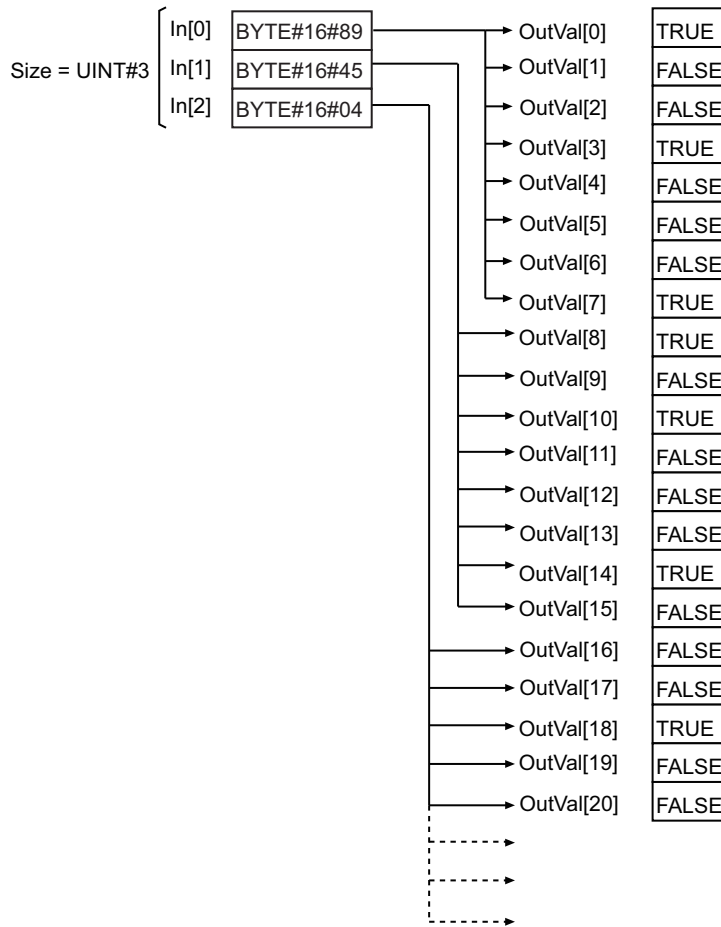 In[0] BYTE#16#89 OutVal[0] TRUE
Size = UINT#3 In[1] BYTE#16#45 OutVal[1] FALSE
In[2] BYTE#16#04 OutVal[2] FALSE
OutVal[3] TRUE
OutVal[4] FALSE
OutVal[5] FALSE
OutVal[6] FALSE
OutVal[7] TRUE
OutVal[8] TRUE
OutVal[9] FALSE
OutVal[10] TRUE
OutVal[11] FALSE
OutVal[12] FALSE
OutVal[13] FALSE
OutVal[14] TRUE
OutVal[15] FALSE
OutVal[16] FALSE
OutVal[17] FALSE
OutVal[18] TRUE
OutVal[19] FALSE
OutVal[20] FALSE